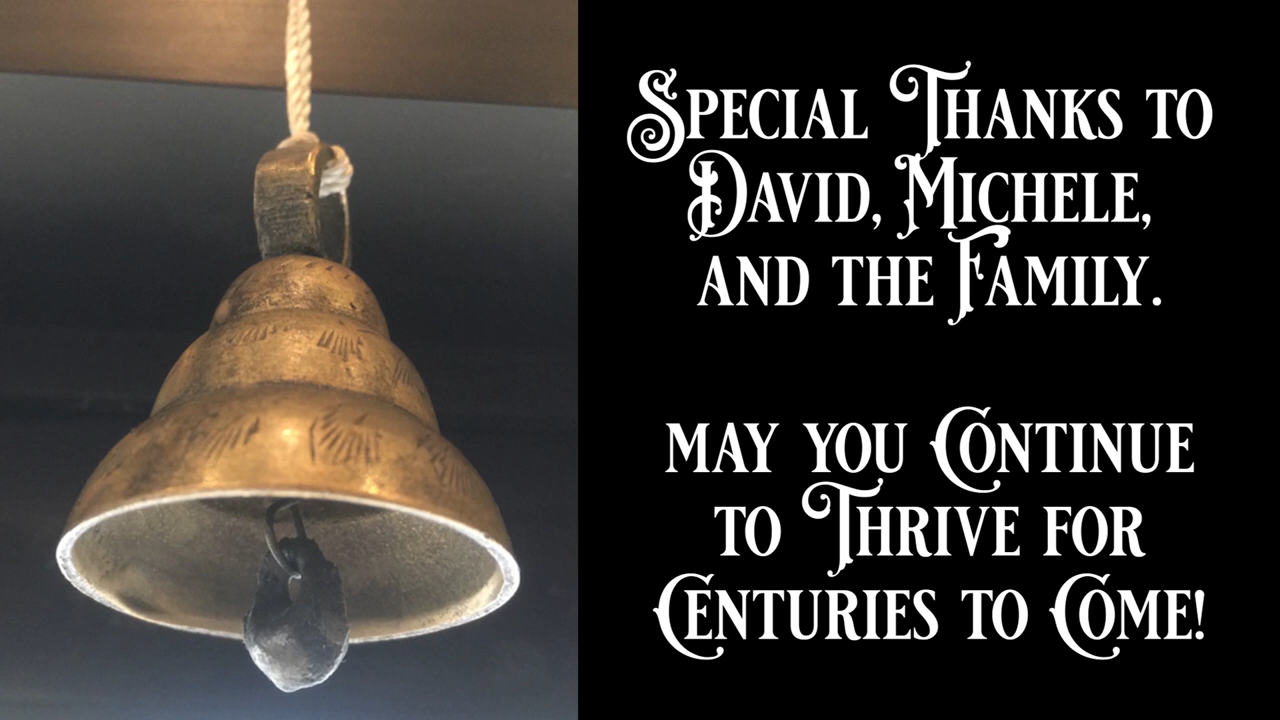 Special Thanks to
David, Michele,
and the Family.
may you Continue
to Thrive for
Centuries to Come!